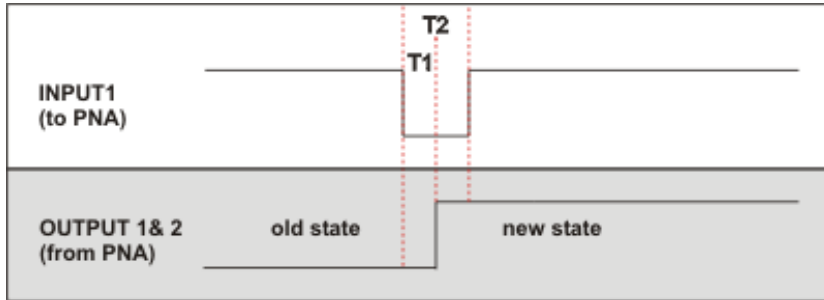 T2
T1
INPUT1
(to PNA)
OUTPUT 1& 2
(from PNA)
old state
new state